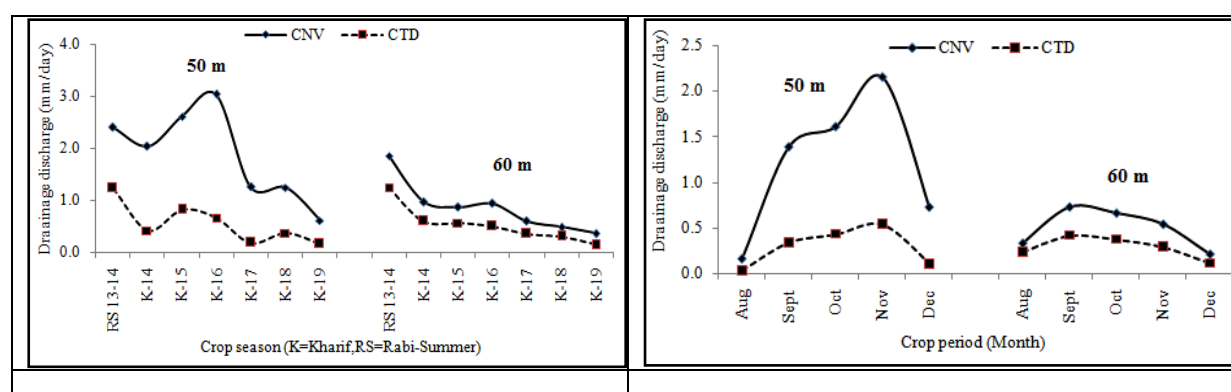 CNV CTD
4.0
3.0
2.0
1.0
0.0
Draainage discharge (mm/day)
50 m
60 m
RS 13-14
K-14
K-15
K-16
K-17
K-18
K-19
RS 13-14
K-14
K-15
K-16
K-17
K-18
K-19
Crop season (K=Kharif,RS=Rabi-Summer)
CNV CTD
2.5
2.0
1.5
1.0
0.5
0.0
Draainage discharge (mm/day)
50 m
60 m
Aug
Sept
Oct
Nov
Dec
Aug
Sept
Oct
Nov
Dec
Crop period (Month)